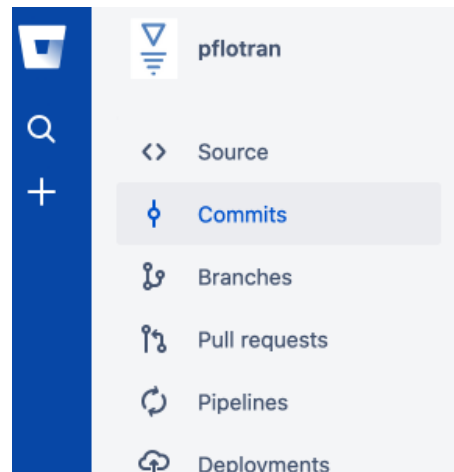 pflotran
Source
Commits
Branches
Pull requests
Pipelines
Deployments